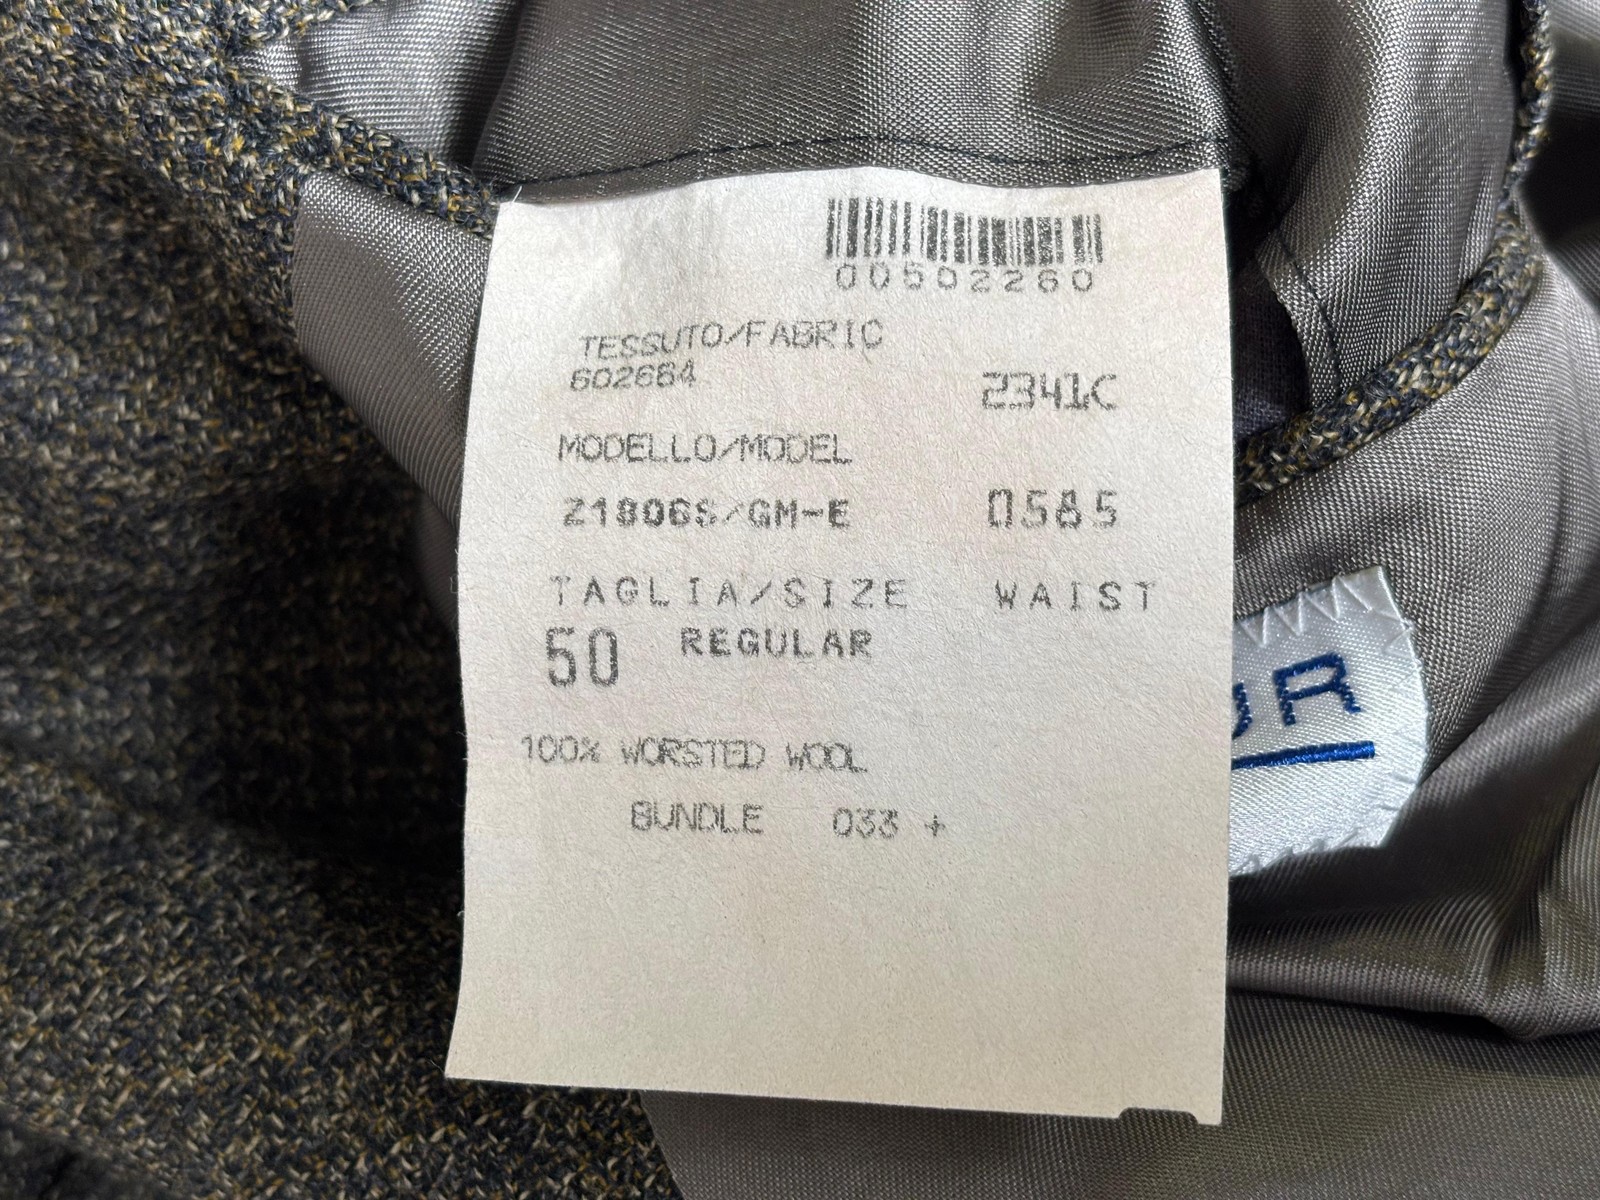 00502260
TESSUTO/FABRIC
602664 2341C
MODELLO/MODEL
21806S/GM-E 0585
TAGLIA/SIZE WAIST
50 REGULAR
100% WORSTED WOOL
BUNDLE 033 +